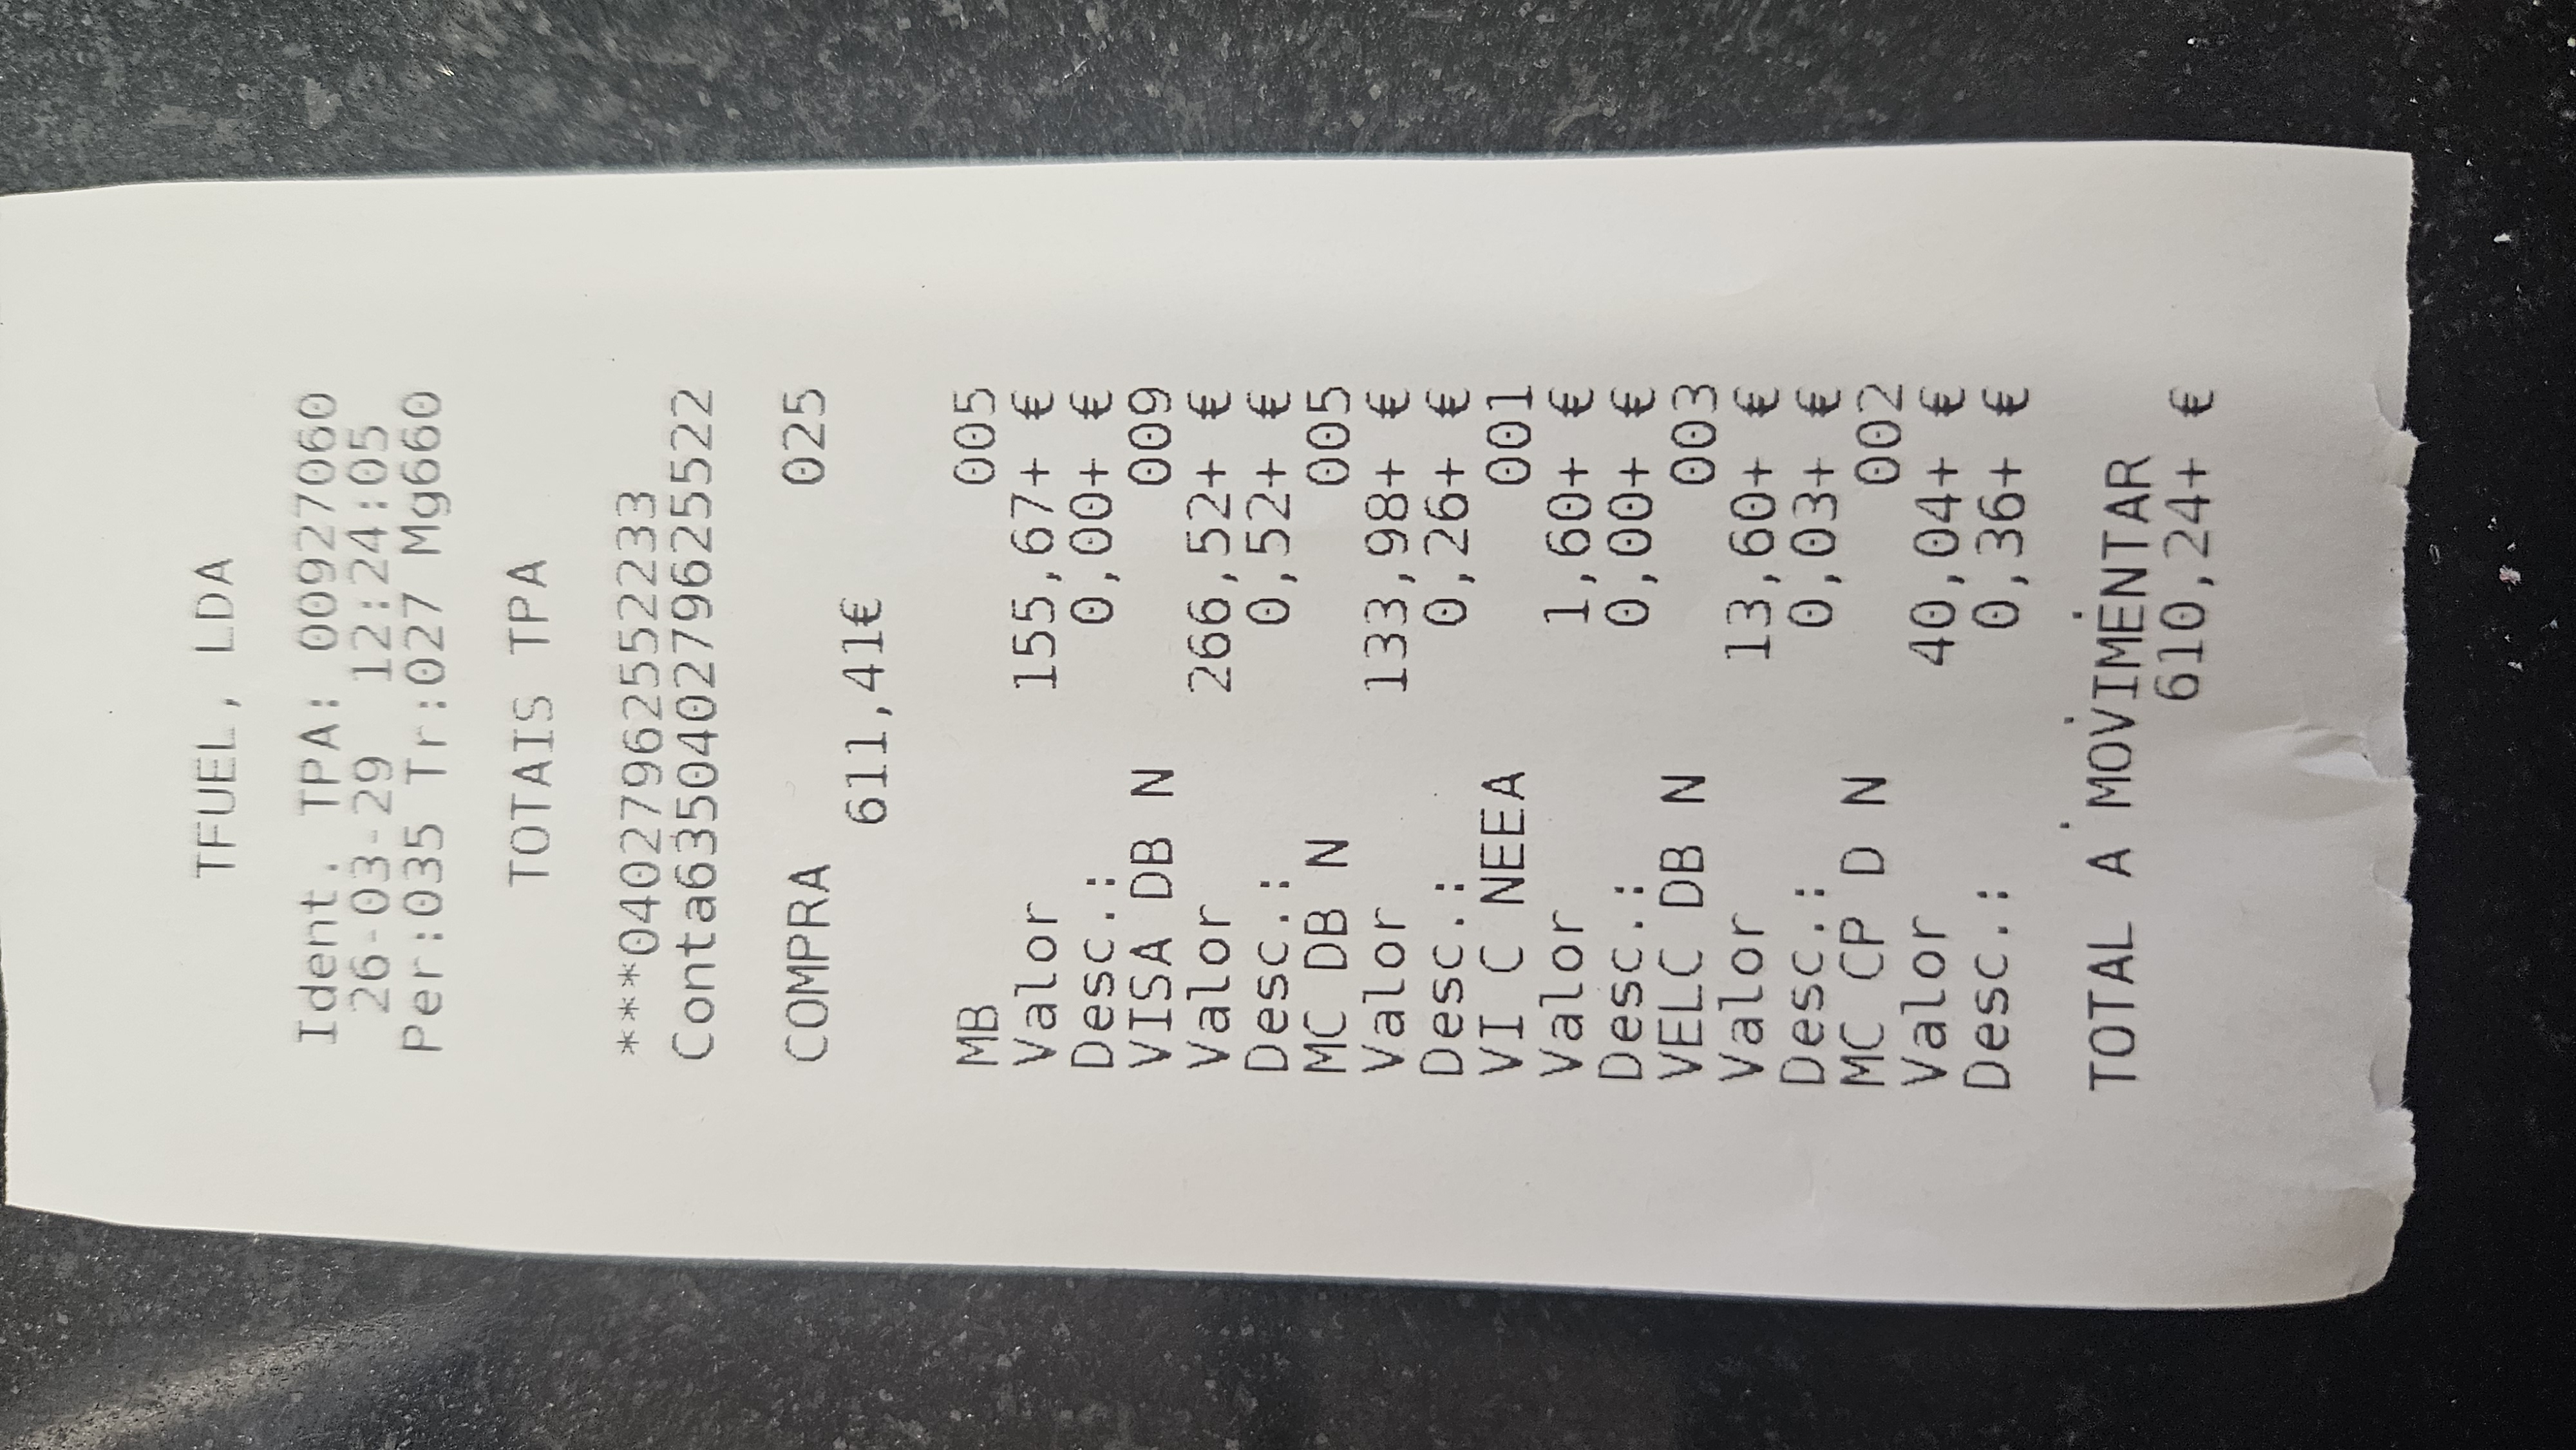 TFUEL, LDA
Ident. TPA: 0000927060
26-03-29 12:24:05
Per:035 Tr:027 Mg660
TOTAIS TPA
***04027962552233
Conta6350402796255522
COMPRA 025
611,41€
MB 005
Valor 155,67+ €
Desc.: 0,00+ €
VISA DB N 009
Valor 266,52+ €
Desc.: 0,52+ €
MC DB N 005
Valor 133,98+ €
Desc.: 0,26+ €
VI C NEEA 001
Valor 1,60+ €
Desc.: 0,00+ €
VELC DB N 003
Valor 13,60+ €
Desc.: 0,03+ €
MC CP D N 002
Valor 40,04+ €
Desc.: 0,36+ €
TOTAL A MOVIMENTAR
610,24+ €